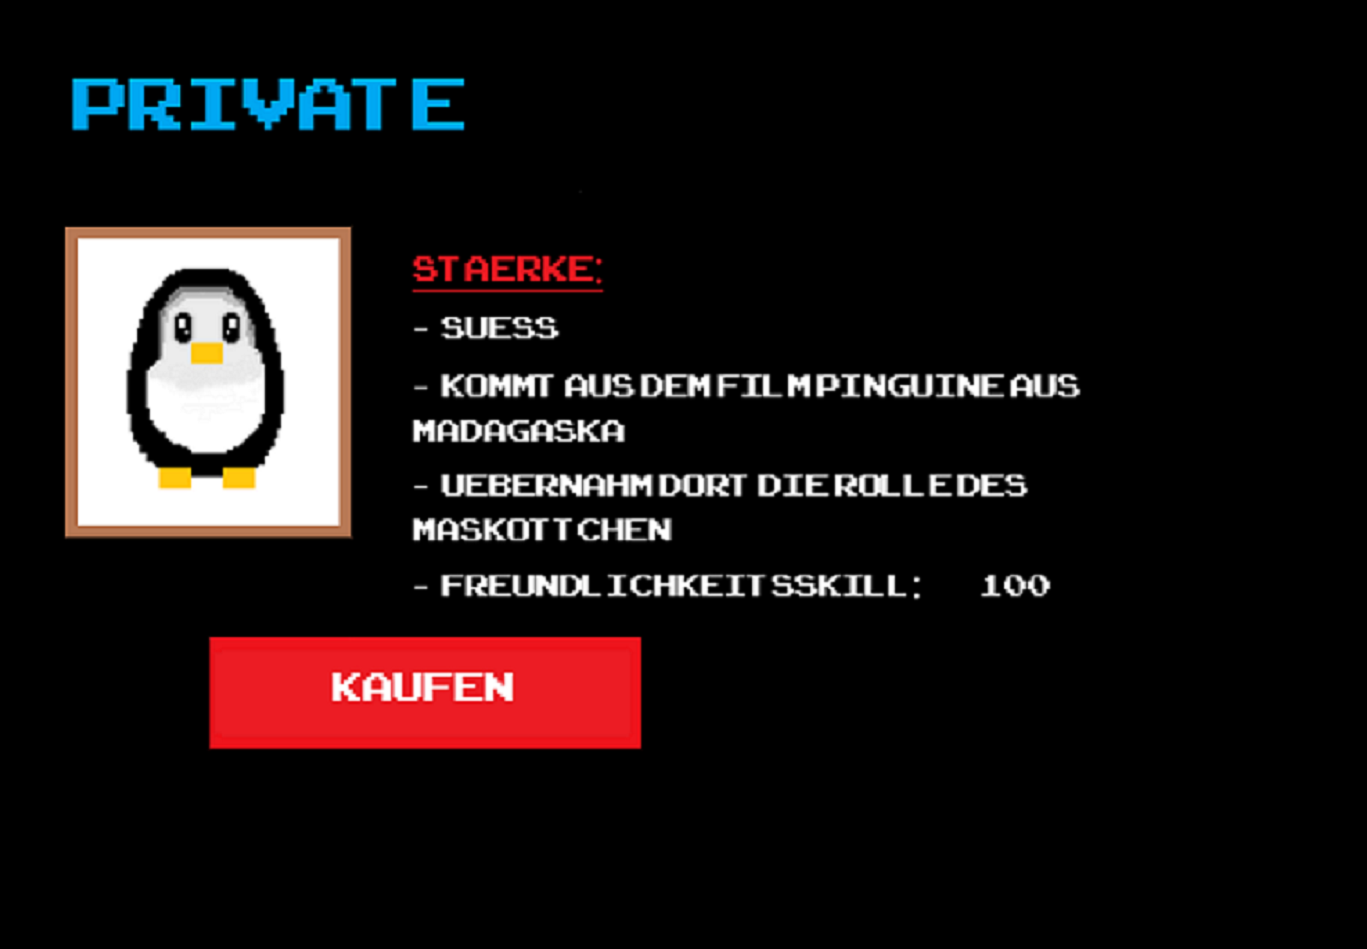 PRIVATE
STAERKE:
- SUESS
- KOMMT AUS DEM FILM PINGUINE AUS
MADAGASKA
- UEBERNAHM DORT DIE ROLLE DES
MASKOTTCHEN
- FREUNDLICHKEITSSKILL: 100
KAUFEN